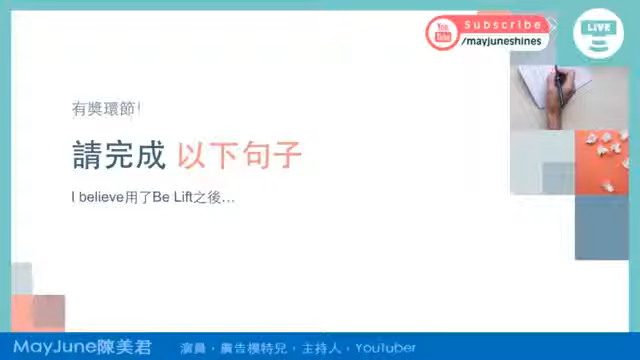 Subscribe
You
Tube
/mayjuneshines
LIVE
有獎環節!
請完成 以下句子
I believe用了Be Lift之後...
MayJune陳美君 演員，廣告模特兒，主持人，YouTuber